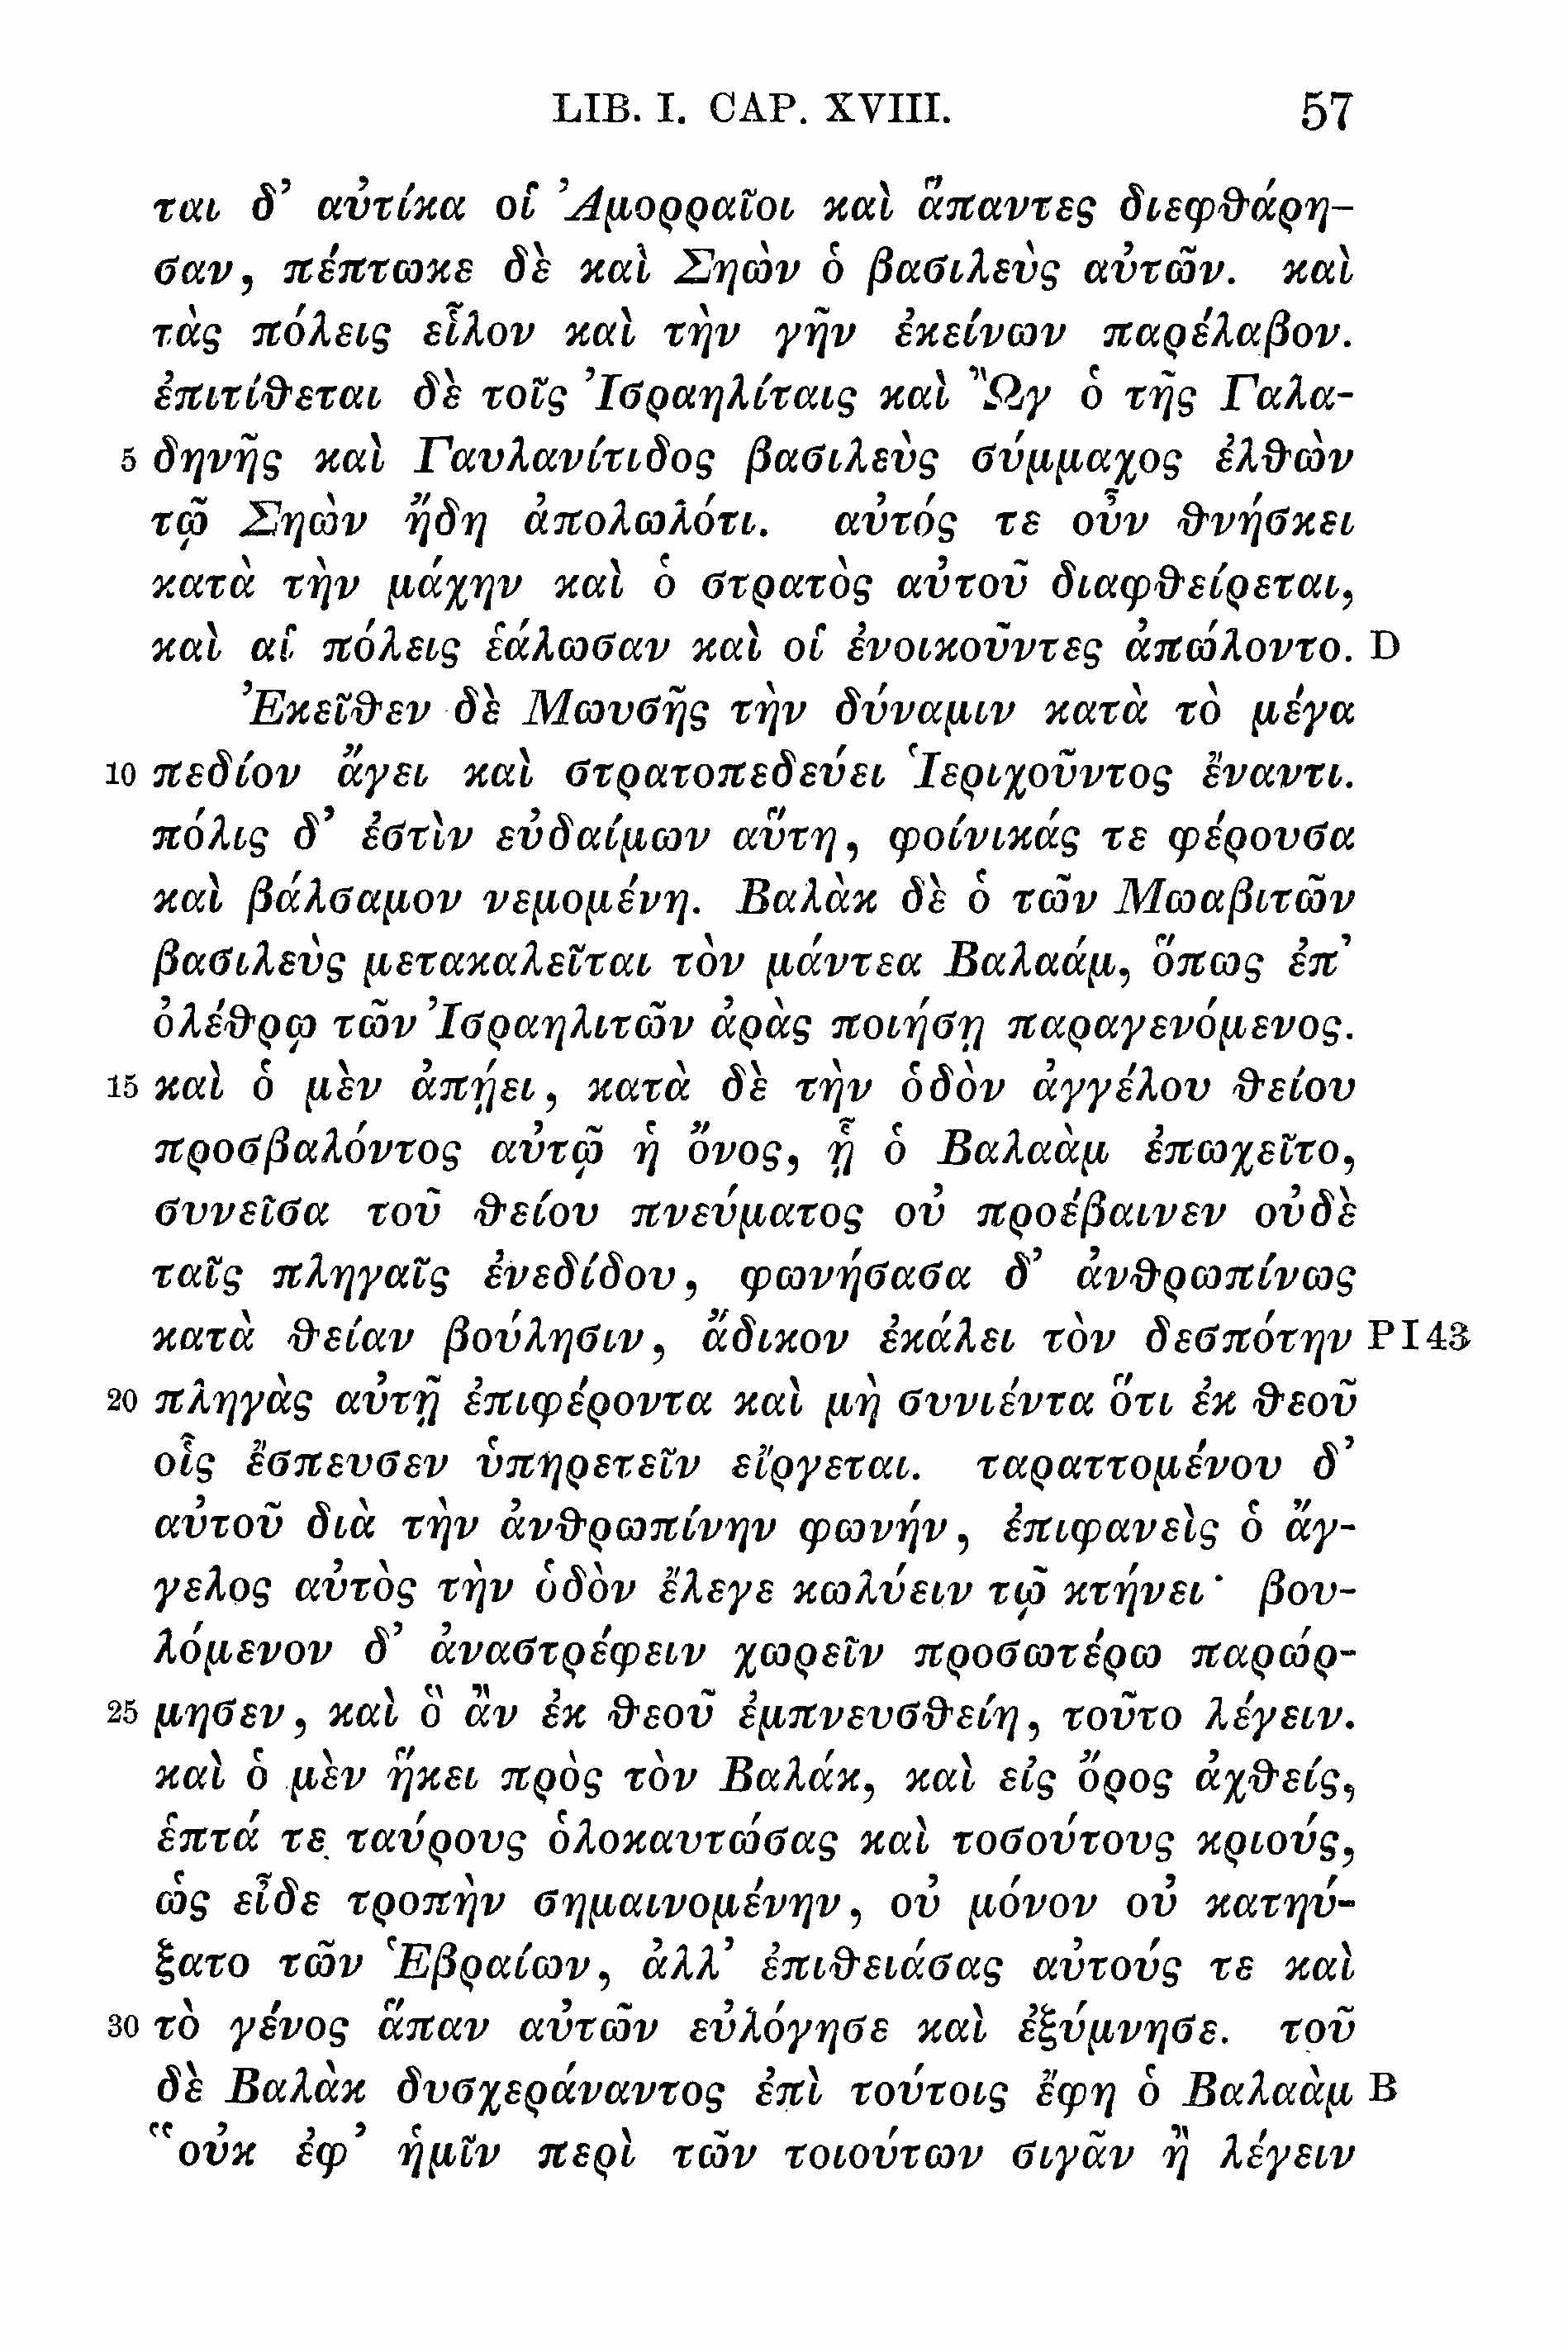 LIB. I. CAP. XVIII. 57
ται δ’ αὐτίκα οἱ Ἀμορραῖοι καὶ ἅπαντες διεφθάρη-
σαν, πέπτωκε δὲ καὶ Σηὼν ὁ βασιλεὺς αὐτῶν. καὶ
τὰς πόλεις εἷλον καὶ τὴν γῆν ἐκείνων παρέλαβον.
ἐπιτίθεται δὲ τοῖς Ἰσραηλίταις καὶ Ὢγ ὁ τῆς Γαλα-
5 δηνῆς καὶ Γαυλανίτιδος βασιλεὺς σύμμαχος ἐλθὼν
τῷ Σηὼν ἤδη ἀπολωλότι. αὐτός τε οὖν θνήσκει
κατὰ τὴν μάχην καὶ ὁ στρατὸς αὐτοῦ διαφθείρεται,
καὶ αἱ πόλεις ἑάλωσαν καὶ οἱ ἐνοικοῦντες ἀπώλοντο. D
Ἐκεῖθεν δὲ Μωυσῆς τὴν δύναμιν κατὰ τὸ μέγα
10 πεδίον ἄγει καὶ στρατοπεδεύει Ἱεριχοῦντος ἔναντι.
πόλις δ’ ἐστὶν εὐδαίμων αὕτη, φοίνικάς τε φέρουσα
καὶ βάλσαμον νεμομένη. Βαλὰκ δὲ ὁ τῶν Μωαβιτῶν
βασιλεὺς μετακαλεῖται τὸν μάντεα Βαλαάμ, ὅπως ἐπ’
ὀλέθρῳ τῶν Ἰσραηλιτῶν ἀρὰς ποιήσῃ παραγενόμενος.
15 καὶ ὁ μὲν ἀπῄει, κατὰ δὲ τὴν ὁδὸν ἀγγέλου θείου
προσβαλόντος αὐτῷ ἡ ὄνος, ᾗ ὁ Βαλαὰμ ἐπωχεῖτο,
συνεῖσα τοῦ θείου πνεύματος οὐ προέβαινεν οὐδὲ
ταῖς πληγαῖς ἐνεδίδου, φωνήσασα δ’ ἀνθρωπίνως
κατὰ θείαν βούλησιν, ἄδικον ἐκάλει τὸν δεσπότην P I 43
20 πληγὰς αὐτῇ ἐπιφέροντα καὶ μὴ συνιέντα ὅτι ἐκ θεοῦ
οἷς ἔσπευσεν ὑπηρετεῖν εἴργεται. ταραττομένου δ’
αὐτοῦ διὰ τὴν ἀνθρωπίνην φωνήν, ἐπιφανεὶς ὁ ἄγ-
γελος αὐτὸς τὴν ὁδὸν ἔλεγε κωλύειν τῷ κτήνει· βου-
λόμενον δ’ ἀναστρέφειν χωρεῖν προσωτέρω παρώρ-
25 μησεν, καὶ ὃ ἂν ἐκ θεοῦ ἐμπνευσθείη, τοῦτο λέγειν.
καὶ ὁ μὲν ἥκει πρὸς τὸν Βαλάκ, καὶ εἰς ὄρος ἀχθείς,
ἑπτά τε ταύρους ὁλοκαυτώσας καὶ τοσούτους κριούς,
ὡς εἶδε τροπὴν σημαινομένην, οὐ μόνον οὐ κατηύ-
ξατο τῶν Ἑβραίων, ἀλλ’ ἐπιθειάσας αὐτούς τε καὶ
30 τὸ γένος ἅπαν αὐτῶν εὐλόγησε καὶ ἐξύμνησε. τοῦ
δὲ Βαλὰκ δυσχεράναντος ἐπὶ τούτοις ἔφη ὁ Βαλαὰμ B
“οὐκ ἐφ’ ἡμῖν περὶ τῶν τοιούτων σιγᾶν ἢ λέγειν